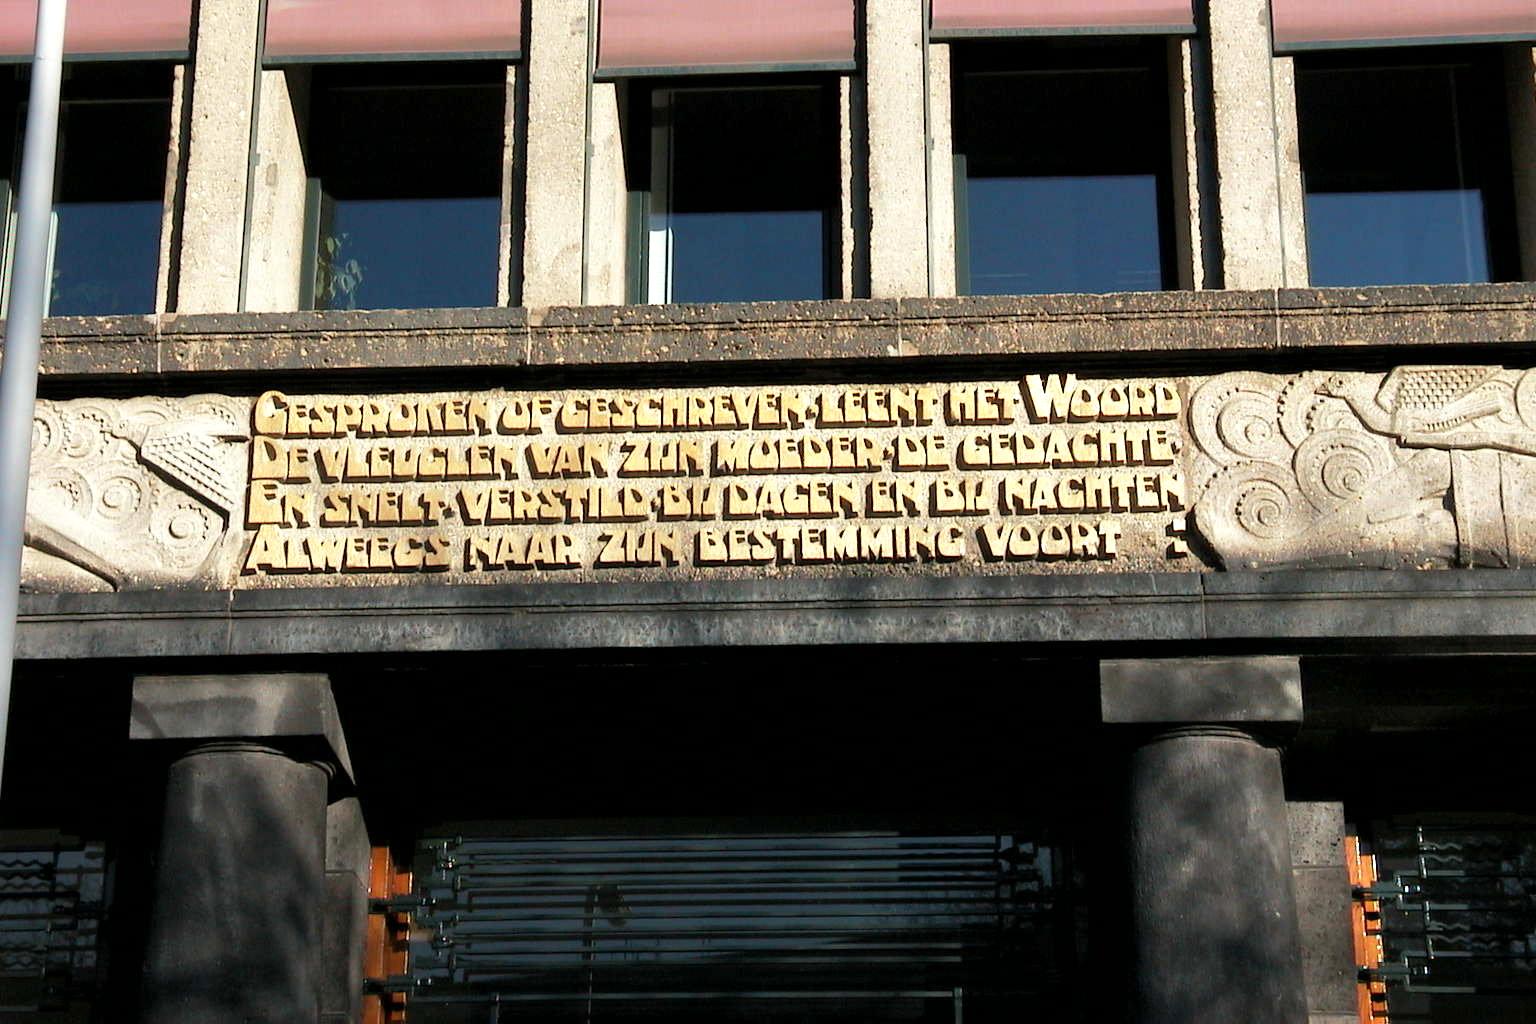 GESPROKEN OF GESCHREVEN·LEENT HET WOORD
DE VLEUGLEN VAN ZIJN MOEDER·DE GEDACHTE·
EN SNELT·VERSTILD·BIJ DAGEN EN BIJ NACHTEN
ALWEEGS NAAR ZIJN BESTEMMING VOORT :